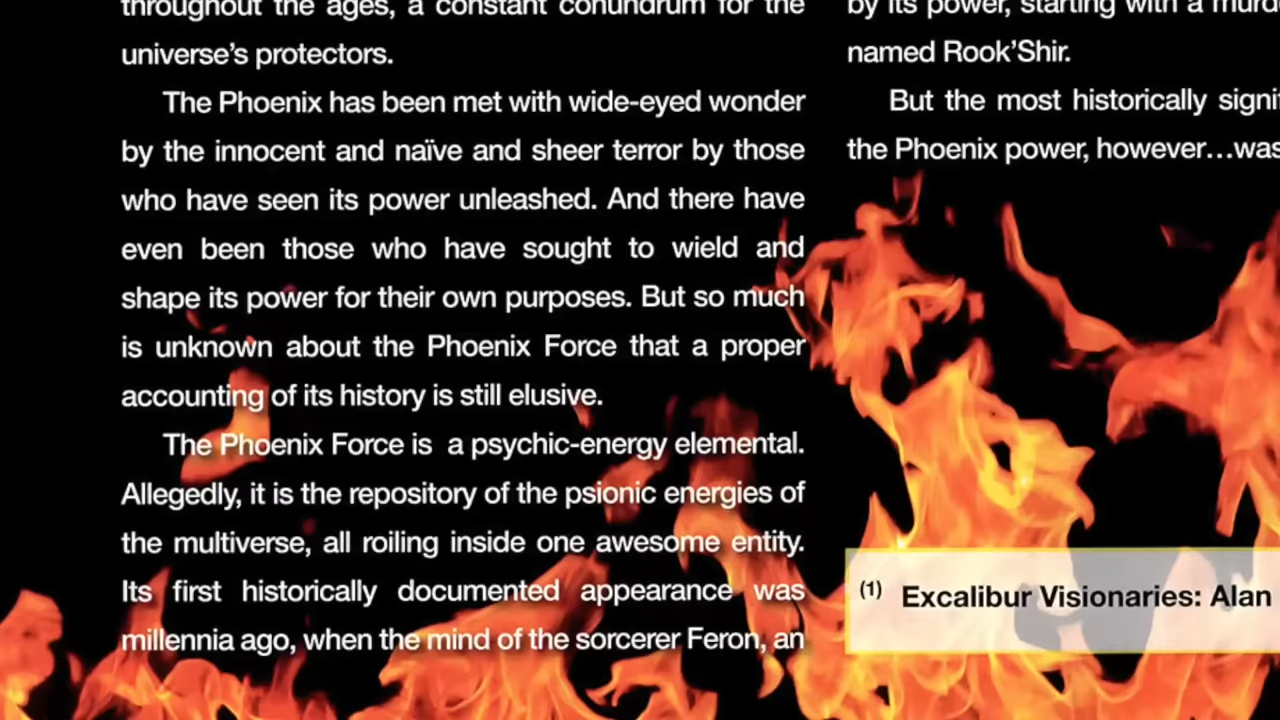 throughout the ages, a constant conundrum for the
universe's protectors.
The Phoenix has been met with wide-eyed wonder
by the innocent and naïve and sheer terror by those
who have seen its power unleashed. And there have
even been those who have sought to wield and
shape its power for their own purposes. But so much
is unknown about the Phoenix Force that a proper
accounting of its history is still elusive.
The Phoenix Force is a psychic-energy elemental.
Allegedly, it is the repository of the psionic energies of
the multiverse, all roiling inside one awesome entity.
Its first historically documented appearance was
millennia ago, when the mind of the sorcerer Feron, an
by its power, starting with a
named Rook'Shir.
But the most historically
the Phoenix power, however...was
(1) Excalibur Visionaries: Alan